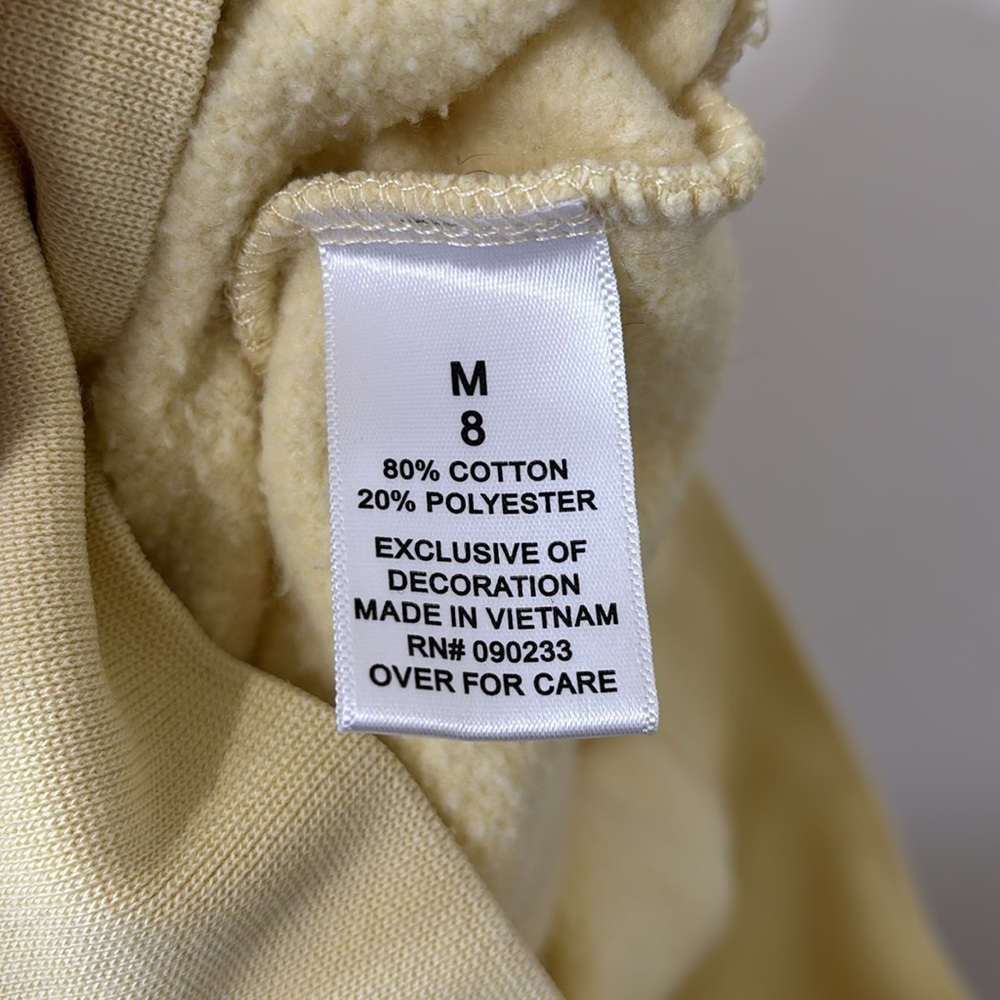 M
8
80% COTTON
20% POLYESTER
EXCLUSIVE OF
DECORATION
MADE IN VIETNAM
RN# 090233
OVER FOR CARE